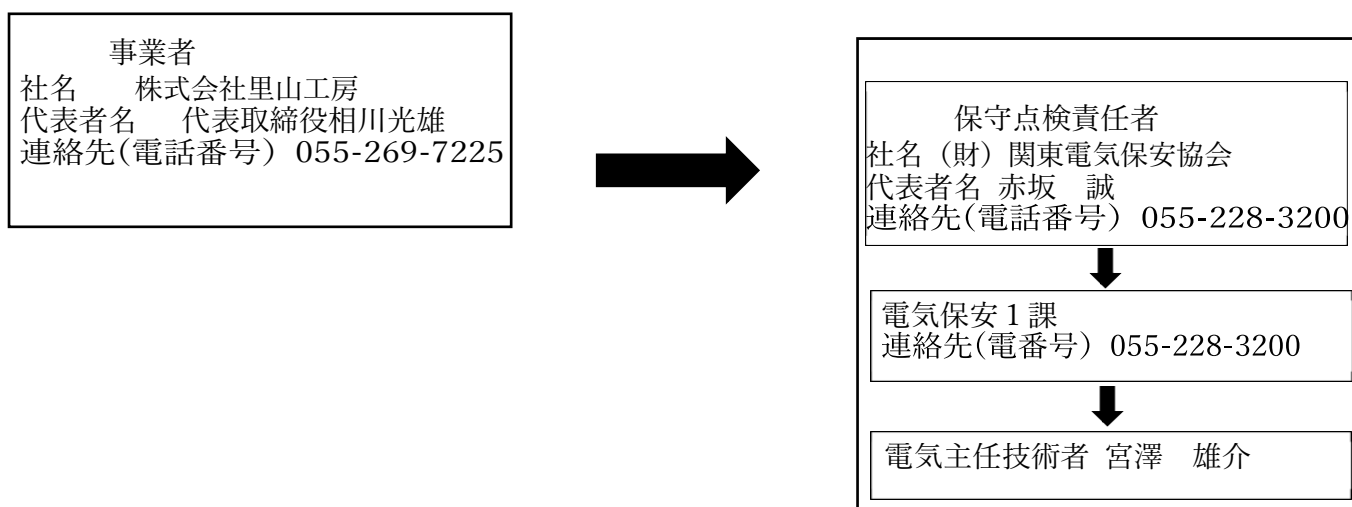 事業者
社名　株式会社里山工房
代表者名　代表取締役相川光雄
連絡先(電話番号）055-269-7225
保守点検責任者
社名（財）関東電気保安協会
代表者名 赤坂　誠
連絡先(電話番号）055-228-3200
電気保安１課
連絡先(電番号）055-228-3200
電気主任技術者 宮澤　雄介